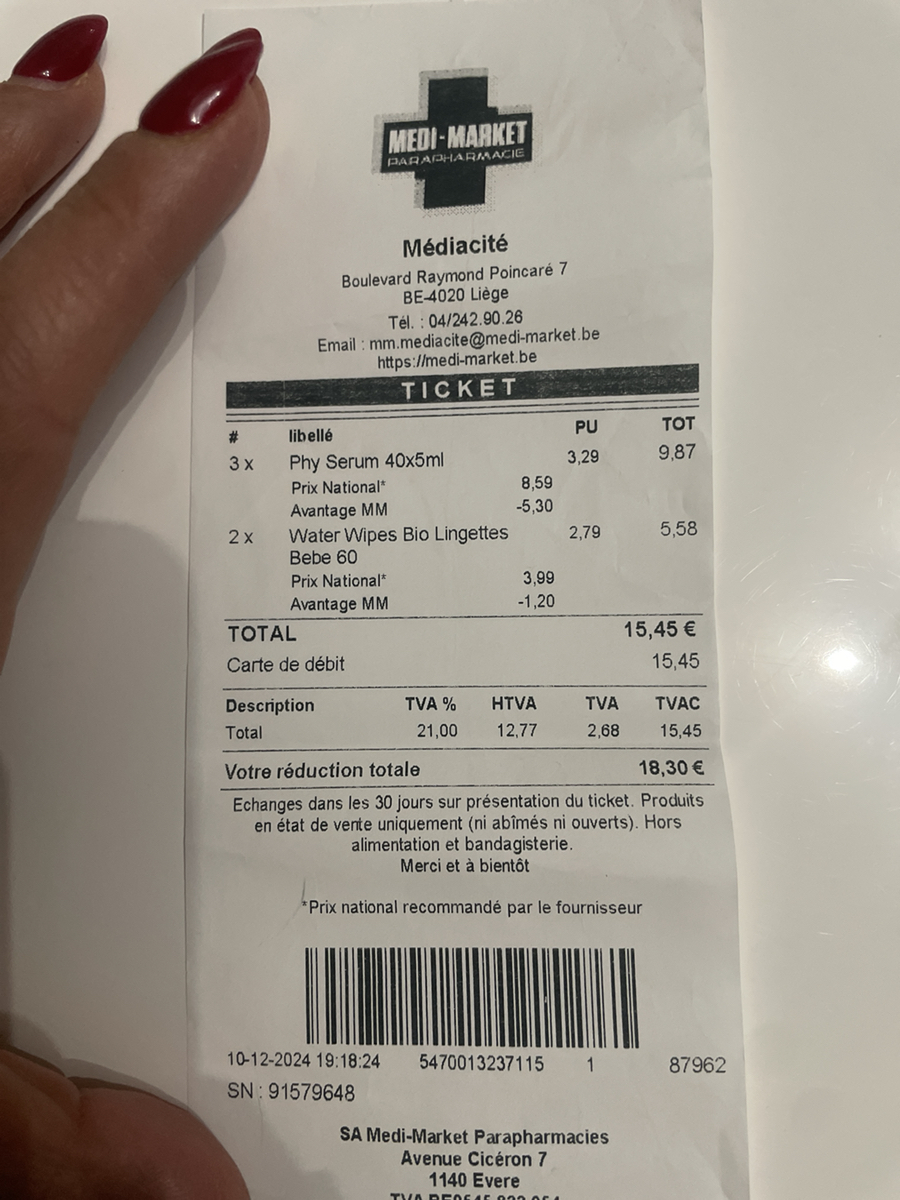 MEDI-MARKET
PARAPHARMACIE
Médiacité
Boulevard Raymond Poincaré 7
BE-4020 Liège
Tél. : 04/242.90.26
Email : mm.mediacite@medi-market.be
https://medi-market.be
TICKET
# libellé PU TOT
3 x Phy Serum 40x5ml 3,29 9,87
Prix National* 8,59
Avantage MM -5,30
2 x Water Wipes Bio Lingettes 2,79 5,58
Bebe 60
Prix National* 3,99
Avantage MM -1,20
TOTAL 15,45 €
Carte de débit 15,45
Description TVA % HTVA TVA TVAC
Total 21,00 12,77 2,68 15,45
Votre réduction totale 18,30 €
Echanges dans les 30 jours sur présentation du ticket. Produits
en état de vente uniquement (ni abîmés ni ouverts). Hors
alimentation et bandagisterie.
Merci et à bientôt
*Prix national recommandé par le fournisseur
10-12-2024 19:18:24 5470013237115 1 87962
SN : 91579648
SA Medi-Market Parapharmacies
Avenue Cicéron 7
1140 Evere